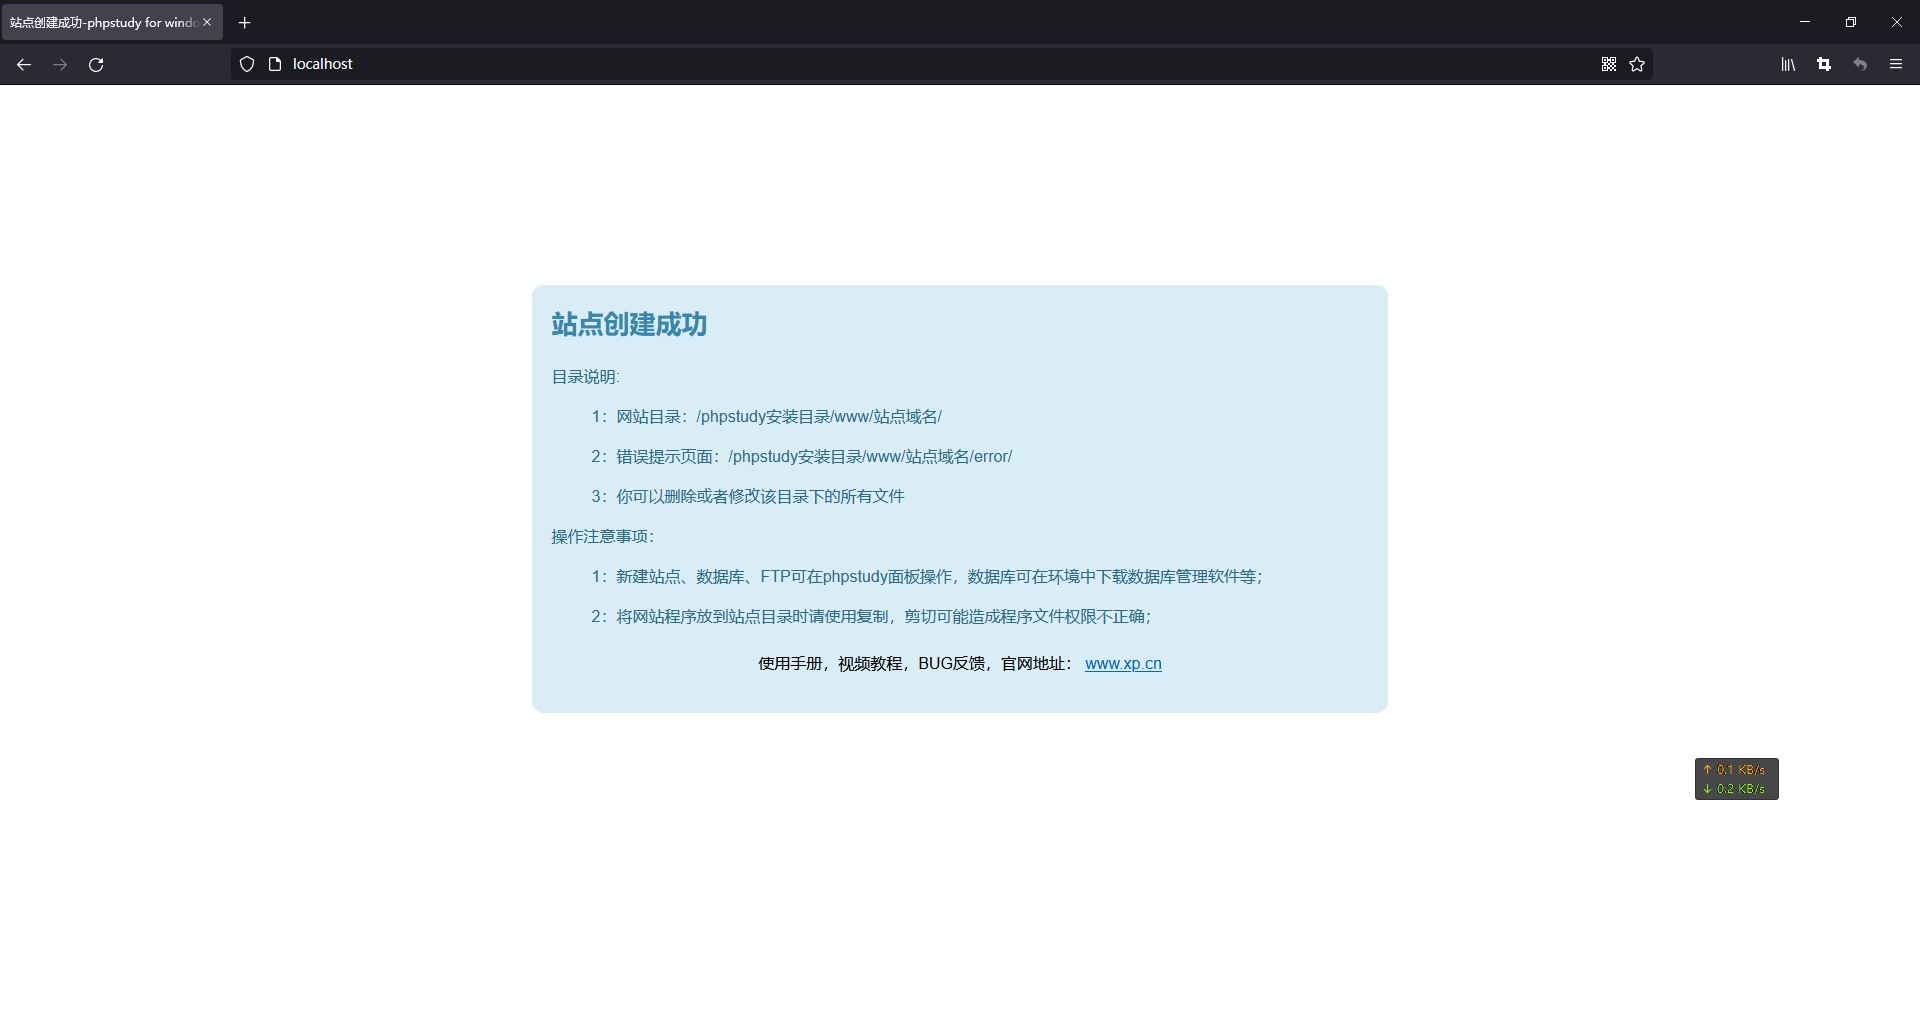 站点创建成功-phpstudy for windo
localhost
站点创建成功
目录说明:
1：网站目录：/phpstudy安装目录/www/站点域名/
2：错误提示页面：/phpstudy安装目录/www/站点域名/error/
3：你可以删除或者修改该目录下的所有文件
操作注意事项：
1：新建站点、数据库、FTP可在phpstudy面板操作，数据库可在环境中下载数据库管理软件等；
2：将网站程序放到站点目录时请使用复制，剪切可能造成程序文件权限不正确；
使用手册，视频教程，BUG反馈，官网地址： www.xp.cn
↑ 0.1 KB/s
↓ 0.2 KB/s